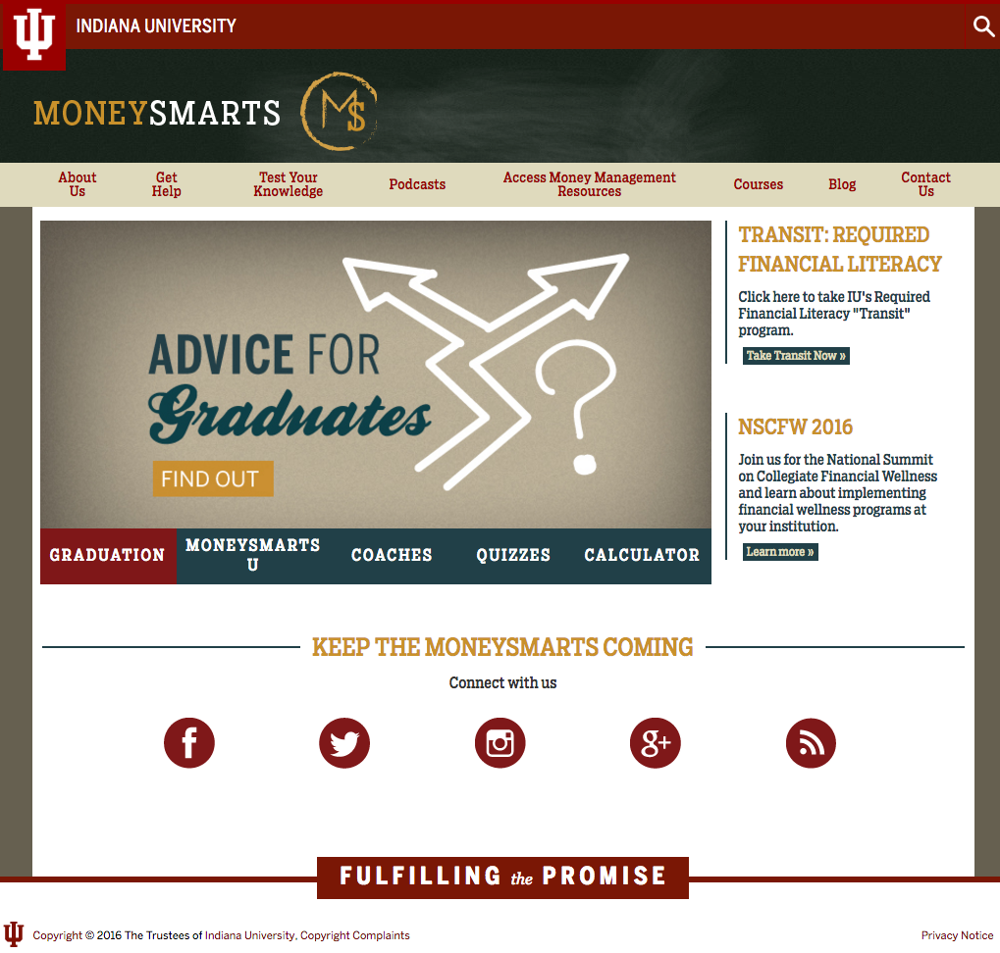 INDIANA UNIVERSITY
MONEYSMARTS
MS
About Us
Get Help
Test Your Knowledge
Podcasts
Access Money Management Resources
Courses
Blog
Contact Us
ADVICE FOR
Graduates
FIND OUT
GRADUATION
MONEYSMARTS U
COACHES
QUIZZES
CALCULATOR
TRANSIT: REQUIRED
FINANCIAL LITERACY
Click here to take IU's Required
Financial Literacy "Transit"
program.
Take Transit Now »
NSCFW 2016
Join us for the National Summit
on Collegiate Financial Wellness
and learn about implementing
financial wellness programs at
your institution.
Learn more »
KEEP THE MONEYSMARTS COMING
Connect with us
FULFILLING the PROMISE
Copyright © 2016 The Trustees of Indiana University, Copyright Complaints
Privacy Notice